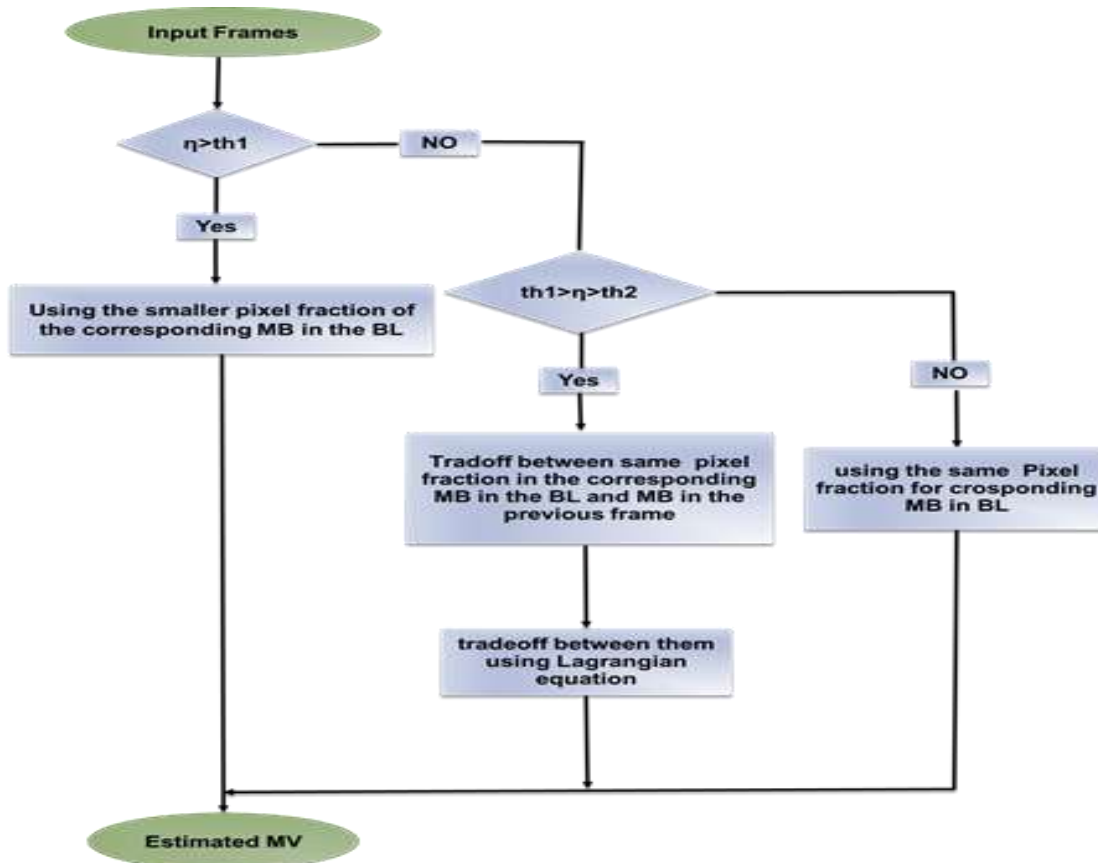 Input Frames
η>th1
NO
Yes
Using the smaller pixel fraction of
the corresponding MB in the BL
th1>η>th2
Yes
NO
Tradoff between same pixel
fraction in the corresponding
MB in the BL and MB in the
previous frame
using the same Pixel
fraction for crosponding
MB in BL
tradeoff between them
using Lagrangian
equation
Estimated MV